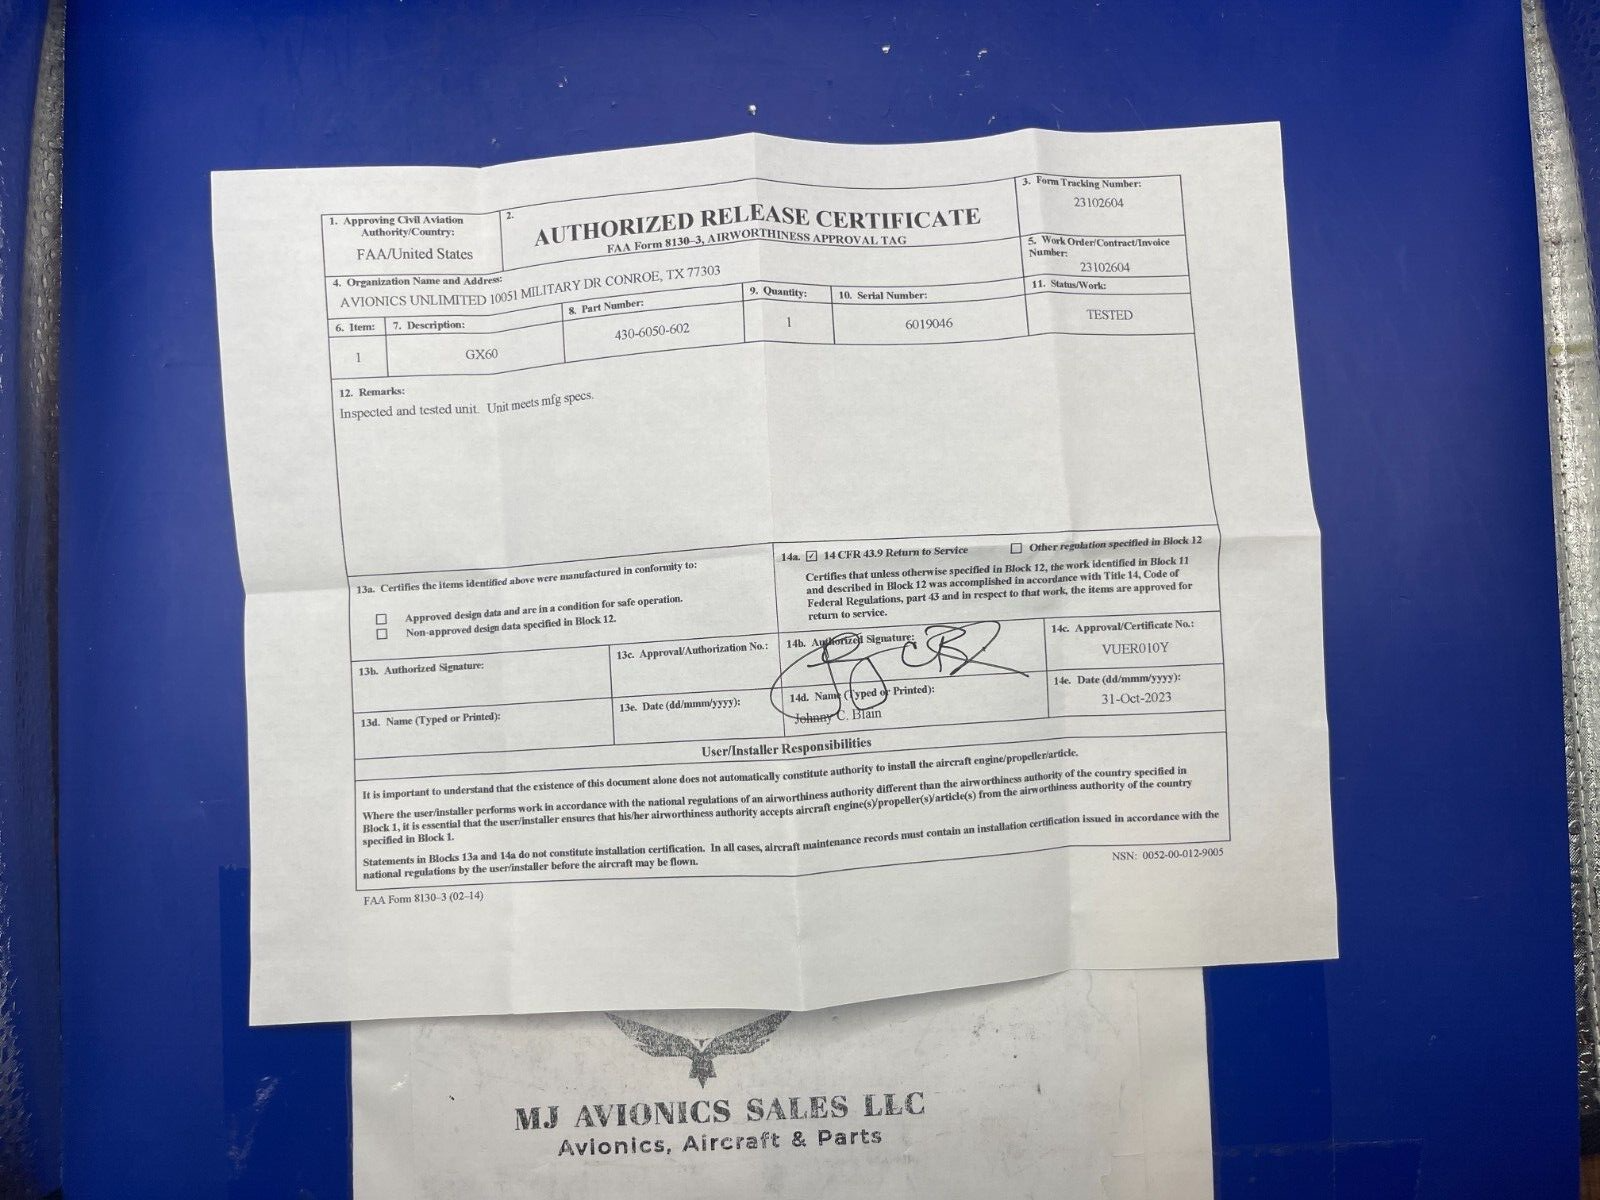 1. Approving Civil Aviation
Authority/Country:
FAA/United States
2.
AUTHORIZED RELEASE CERTIFICATE
FAA Form 8130–3, AIRWORTHINESS APPROVAL TAG
3. Form Tracking Number:
23102604
4. Organization Name and Address:
AVIONICS UNLIMITED 10051 MILITARY DR CONROE, TX 77303
5. Work Order/Contract/Invoice
Number:
23102604
6. Item:
7. Description:
8. Part Number:
9. Quantity:
10. Serial Number:
11. Status/Work:
1
GX60
430-6050-602
1
6019046
TESTED
12. Remarks:
Inspected and tested unit. Unit meets mfg specs.
13a. Certifies the items identified above were manufactured in conformity to:
☐ Approved design data and are in a condition for safe operation.
☐ Non-approved design data specified in Block 12.
14a. ☑ 14 CFR 43.9 Return to Service ☐ Other regulation specified in Block 12
Certifies that unless otherwise specified in Block 12, the work identified in Block 11
and described in Block 12 was accomplished in accordance with Title 14, Code of
Federal Regulations, part 43 and in respect to that work, the items are approved for
return to service.
13b. Authorized Signature:
13c. Approval/Authorization No.:
14b. Authorized Signature:
14c. Approval/Certificate No.:
VUER010Y
13d. Name (Typed or Printed):
13e. Date (dd/mmm/yyyy):
14d. Name (Typed or Printed):
Johnny C. Blain
14e. Date (dd/mmm/yyyy):
31-Oct-2023
User/Installer Responsibilities
It is important to understand that the existence of this document alone does not automatically constitute authority to install the aircraft engine/propeller/article.
Where the user/installer performs work in accordance with the national regulations of an airworthiness authority different than the airworthiness authority of the country specified in
Block 1, it is essential that the user/installer ensures that his/her airworthiness authority accepts aircraft engine(s)/propeller(s)/article(s) from the airworthiness authority of the country
specified in Block 1.
Statements in Blocks 13a and 14a do not constitute installation certification. In all cases, aircraft maintenance records must contain an installation certification issued in accordance with the
national regulations by the user/installer before the aircraft may be flown.
FAA Form 8130–3 (02–14)
NSN: 0052-00-012-9005
MJ AVIONICS SALES LLC
Avionics, Aircraft & Parts